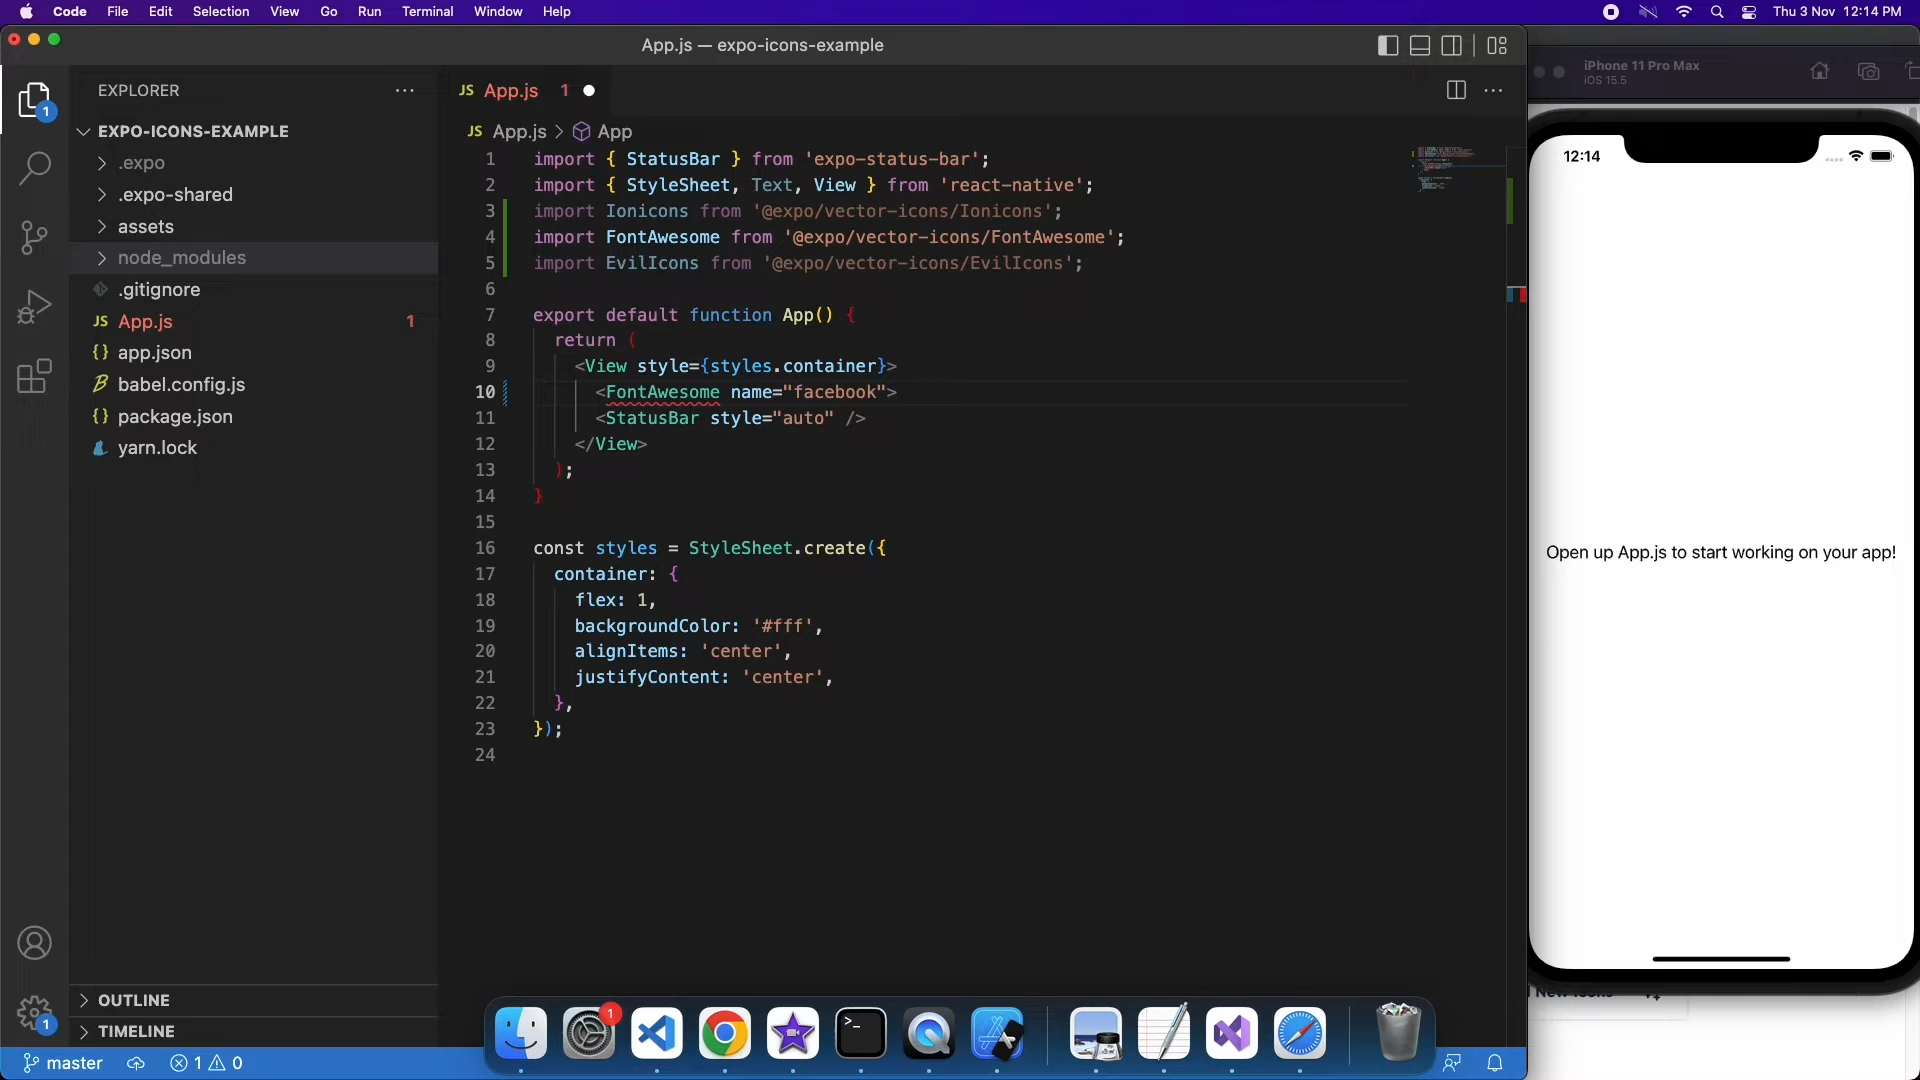 Code File Edit Selection View Go Run Terminal Window Help
Thu 3 Nov 12:14 PM
App.js — expo-icons-example
iPhone 11 Pro Max
iOS 15.5
EXPLORER
JS App.js 1
EXPO-ICONS-EXAMPLE
.expo
.expo-shared
assets
node_modules
.gitignore
JS App.js 1
{} app.json
babel.config.js
{} package.json
yarn.lock
OUTLINE
TIMELINE
1
1
JS App.js > App
1 import { StatusBar } from 'expo-status-bar';
2 import { StyleSheet, Text, View } from 'react-native';
3 import Ionicons from '@expo/vector-icons/Ionicons';
4 import FontAwesome from '@expo/vector-icons/FontAwesome';
5 import EvilIcons from '@expo/vector-icons/EvilIcons';
6
7 export default function App() {
8 return (
9 <View style={styles.container}>
10 <FontAwesome name="facebook">
11 <StatusBar style="auto" />
12 </View>
13 );
14 }
15
16 const styles = StyleSheet.create({
17 container: {
18 flex: 1,
19 backgroundColor: '#fff',
20 alignItems: 'center',
21 justifyContent: 'center',
22 },
23 });
24
12:14
Open up App.js to start working on your app!
1
master
1 0